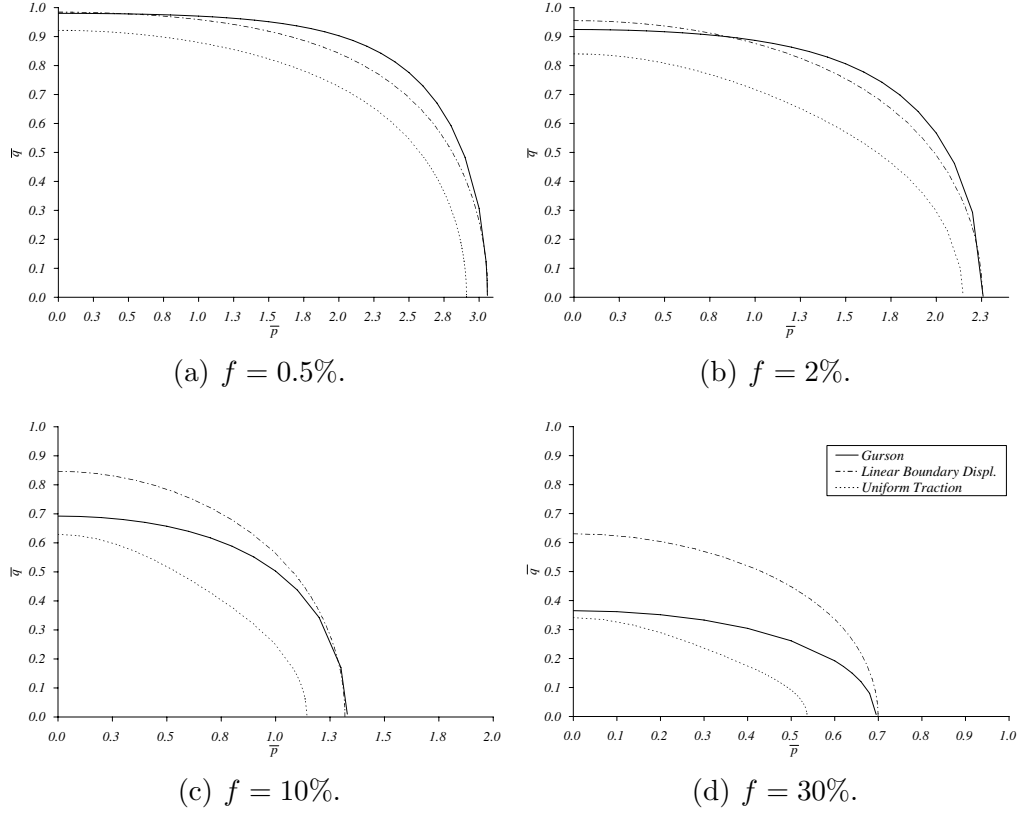 1.0
0.9
0.8
0.7
0.6
0.5
0.4
0.3
0.2
0.1
0.0
q̅
0.0 0.3 0.5 0.8 1.0 1.3 1.5 1.8 2.0 2.3 2.5 2.8 3.0
p̅
(a) f = 0.5%.
1.0
0.9
0.8
0.7
0.6
0.5
0.4
0.3
0.2
0.1
0.0
q̅
0.0 0.3 0.5 0.8 1.0 1.3 1.5 1.8 2.0 2.3
p̅
(b) f = 2%.
1.0
0.9
0.8
0.7
0.6
0.5
0.4
0.3
0.2
0.1
0.0
q̅
0.0 0.3 0.5 0.8 1.0 1.3 1.5 1.8 2.0
p̅
(c) f = 10%.
1.0
0.9
0.8
0.7
0.6
0.5
0.4
0.3
0.2
0.1
0.0
q̅
Gurson
Linear Boundary Displ.
Uniform Traction
0.0 0.1 0.2 0.3 0.4 0.5 0.6 0.7 0.8 0.9 1.0
p̅
(d) f = 30%.